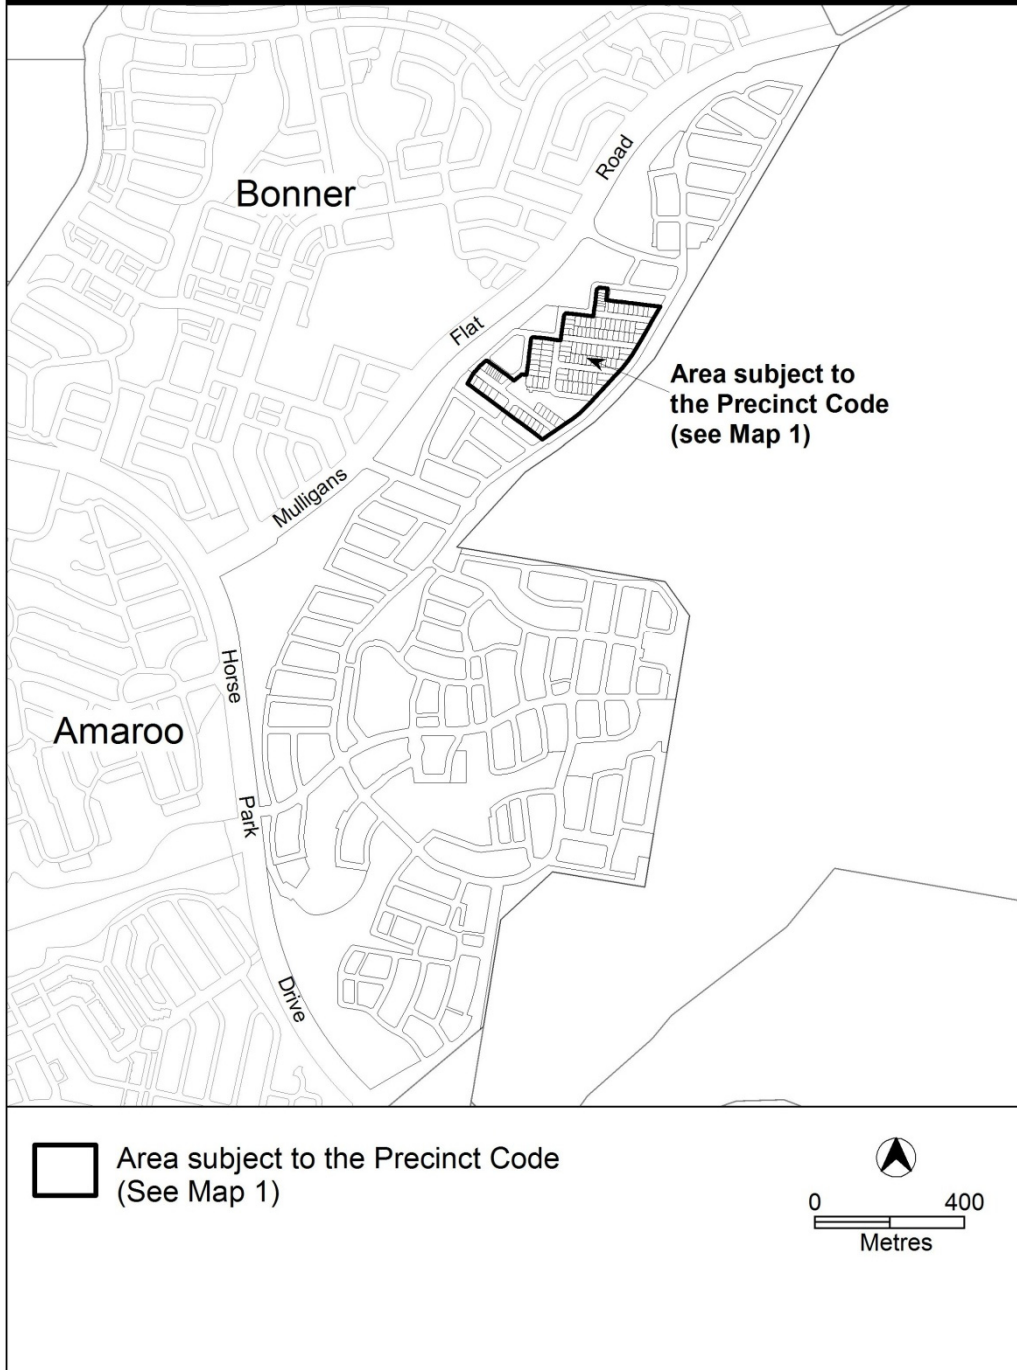 Road
Bonner
Flat
Area subject to
the Precinct Code
(see Map 1)
Mulligans
Horse
Amaroo
Park
Drive
Area subject to the Precinct Code
(See Map 1)
0 400
Metres